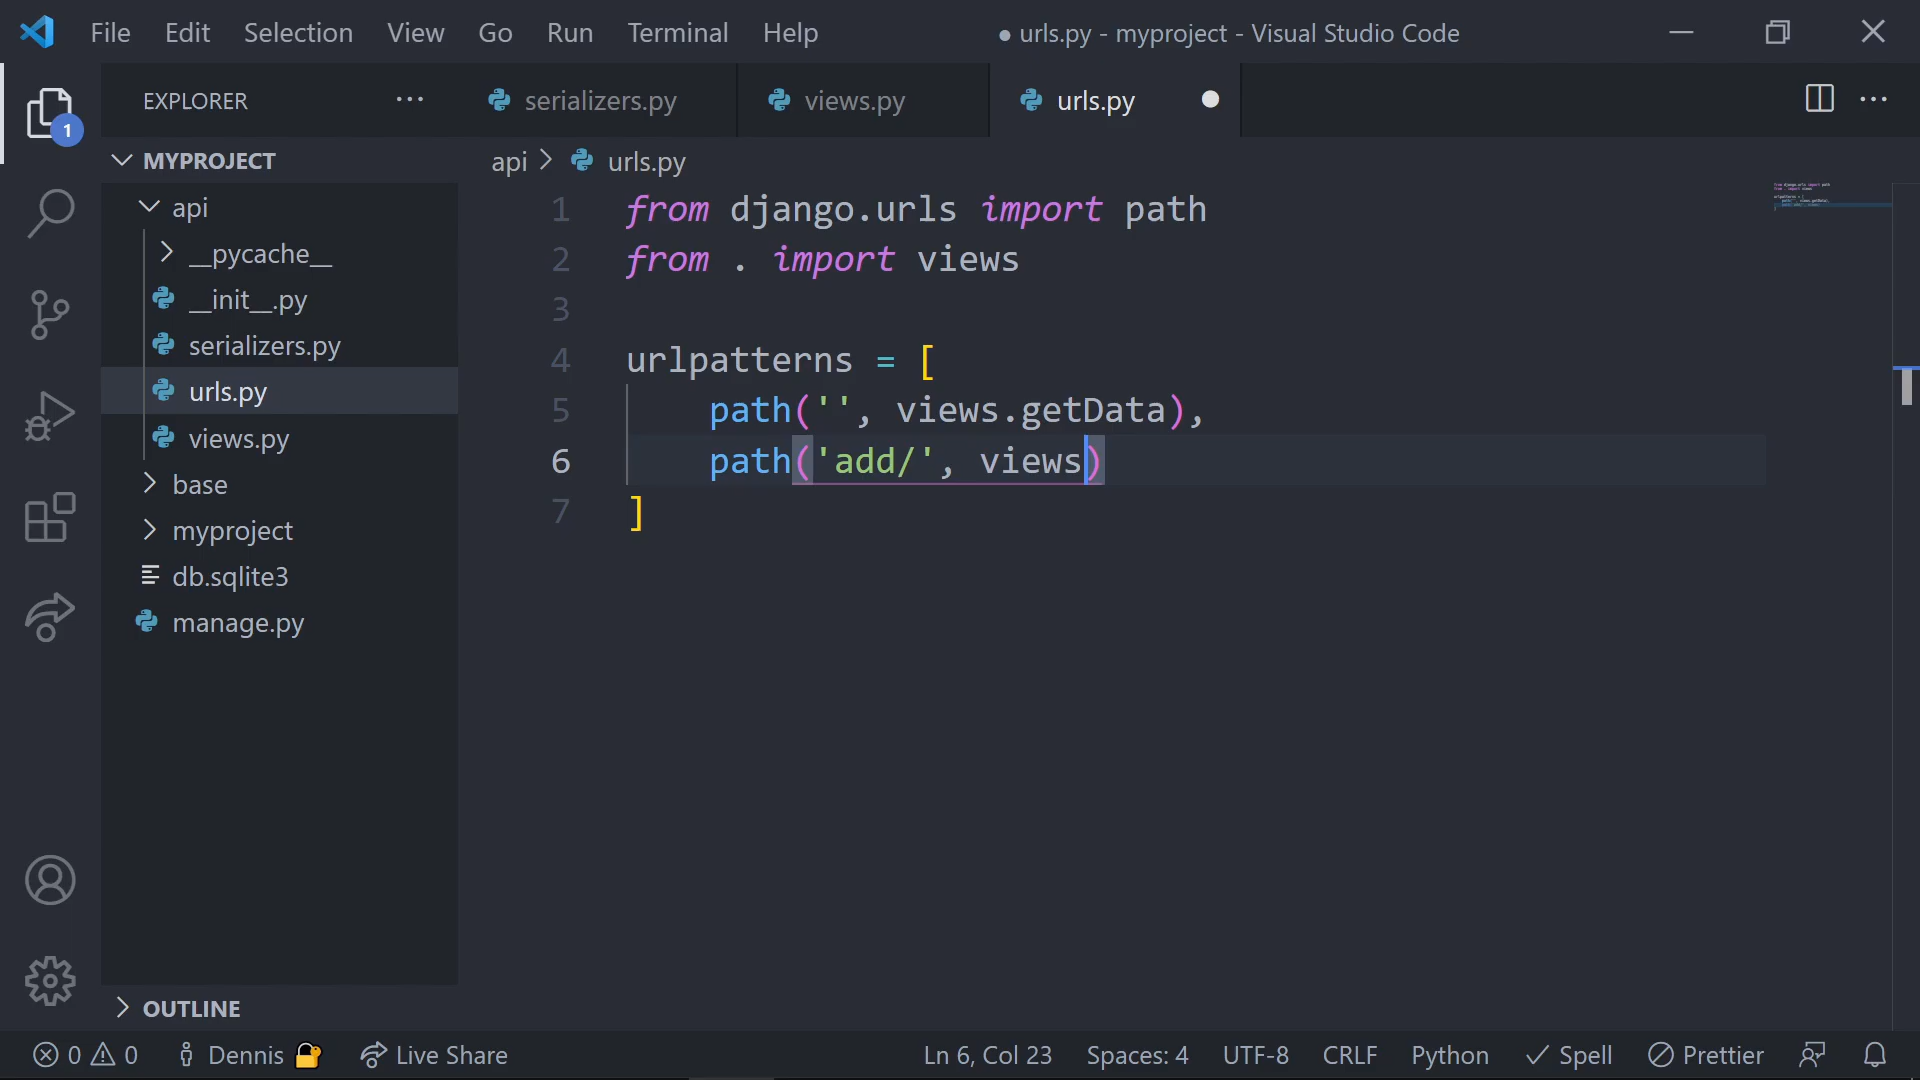 File Edit Selection View Go Run Terminal Help ● urls.py - myproject - Visual Studio Code
1
EXPLORER ···
serializers.py views.py urls.py ●
MYPROJECT
api > urls.py
api
__pycache__
__init__.py
serializers.py
urls.py
views.py
base
myproject
db.sqlite3
manage.py
1 from django.urls import path
2 from . import views
3
4 urlpatterns = [
5     path('', views.getData),
6     path('add/', views)
7 ]
OUTLINE
0 0 Dennis Live Share Ln 6, Col 23 Spaces: 4 UTF-8 CRLF Python Spell Prettier